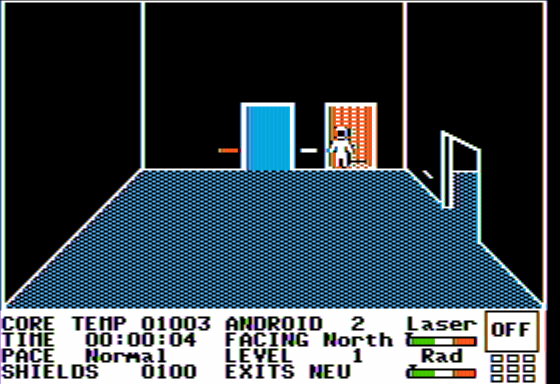 CORE TEMP 01003 ANDROID 2 Laser
TIME 00:00:04 FACING North
PACE Normal LEVEL 1 Rad
SHIELDS 0100 EXITS NEU
OFF